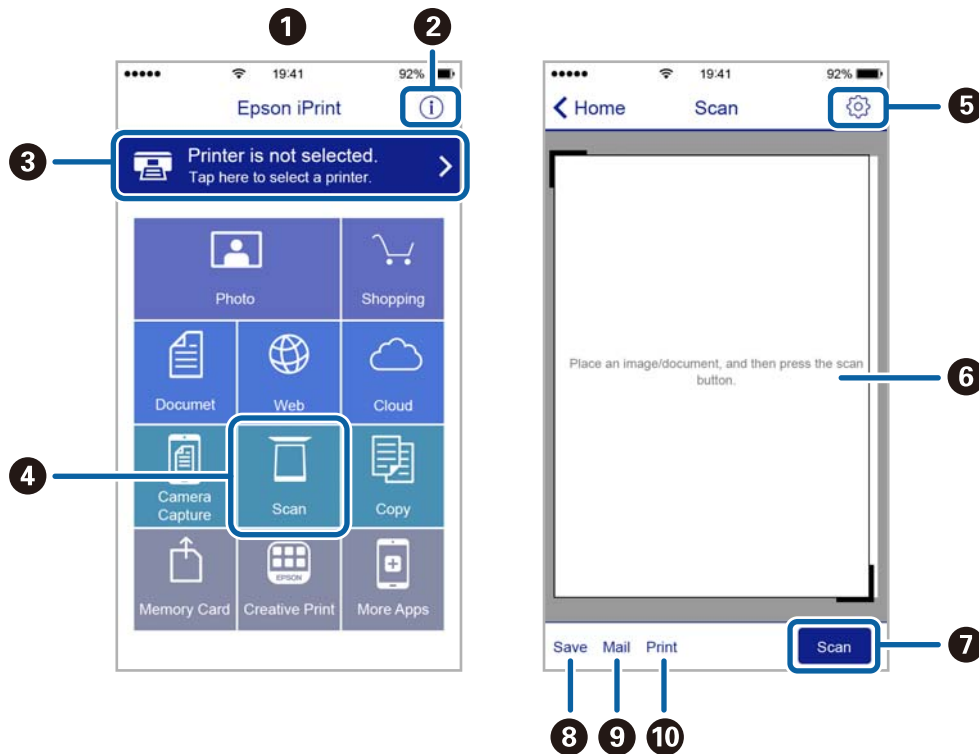 1
2
19:41
92%
Epson iPrint
i
3
Printer is not selected.
Tap here to select a printer.
Photo
Shopping
Documet
Web
Cloud
4
Camera
Capture
Scan
Copy
EPSON
Memory Card
Creative Print
More Apps
19:41
92%
Home
Scan
5
Place an image/document, and then press the scan
button.
6
Save
Mail
Print
Scan
7
8
9
10